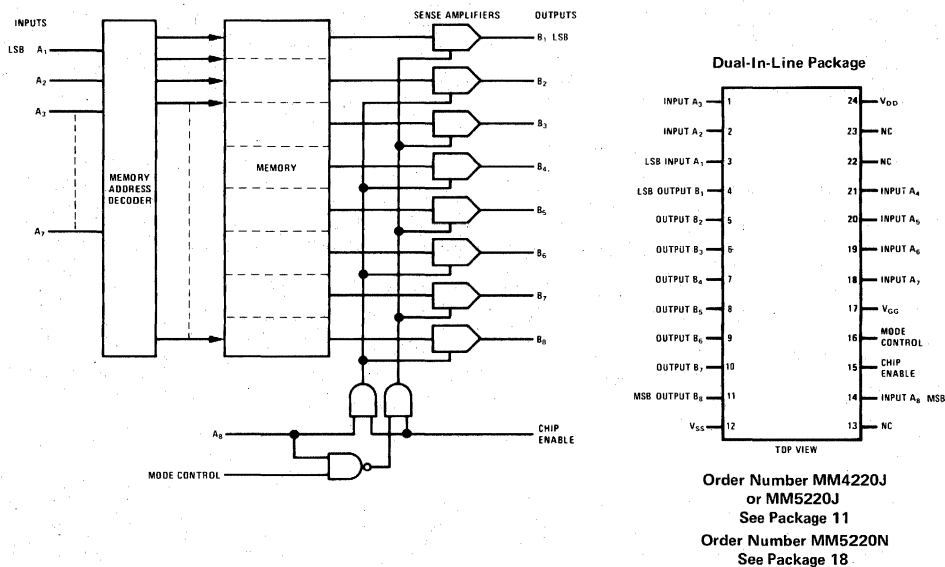 INPUTS
SENSE AMPLIFIERS
OUTPUTS
LSB A₁
A₂
A₃
A₇
MEMORY
ADDRESS
DECODER
MEMORY
B₁ LSB
B₂
B₃
B₄.
B₅
B₆
B₇
B₈
A₈
MODE CONTROL
CHIP
ENABLE
Dual-In-Line Package
INPUT A₃ 1
INPUT A₂ 2
LSB INPUT A₁ 3
LSB OUTPUT B₁ 4
OUTPUT B₂ 5
OUTPUT B₃ 6
OUTPUT B₄ 7
OUTPUT B₅ 8
OUTPUT B₆ 9
OUTPUT B₇ 10
MSB OUTPUT B₈ 11
VSS 12
24 VDD
23 NC
22 NC
21 INPUT A₄
20 INPUT A₅
19 INPUT A₆
18 INPUT A₇
17 VGG
16 MODE
CONTROL
15 CHIP
ENABLE
14 INPUT A₈ MSB
13 NC
TOP VIEW
Order Number MM4220J
or MM5220J
See Package 11
Order Number MM5220N
See Package 18